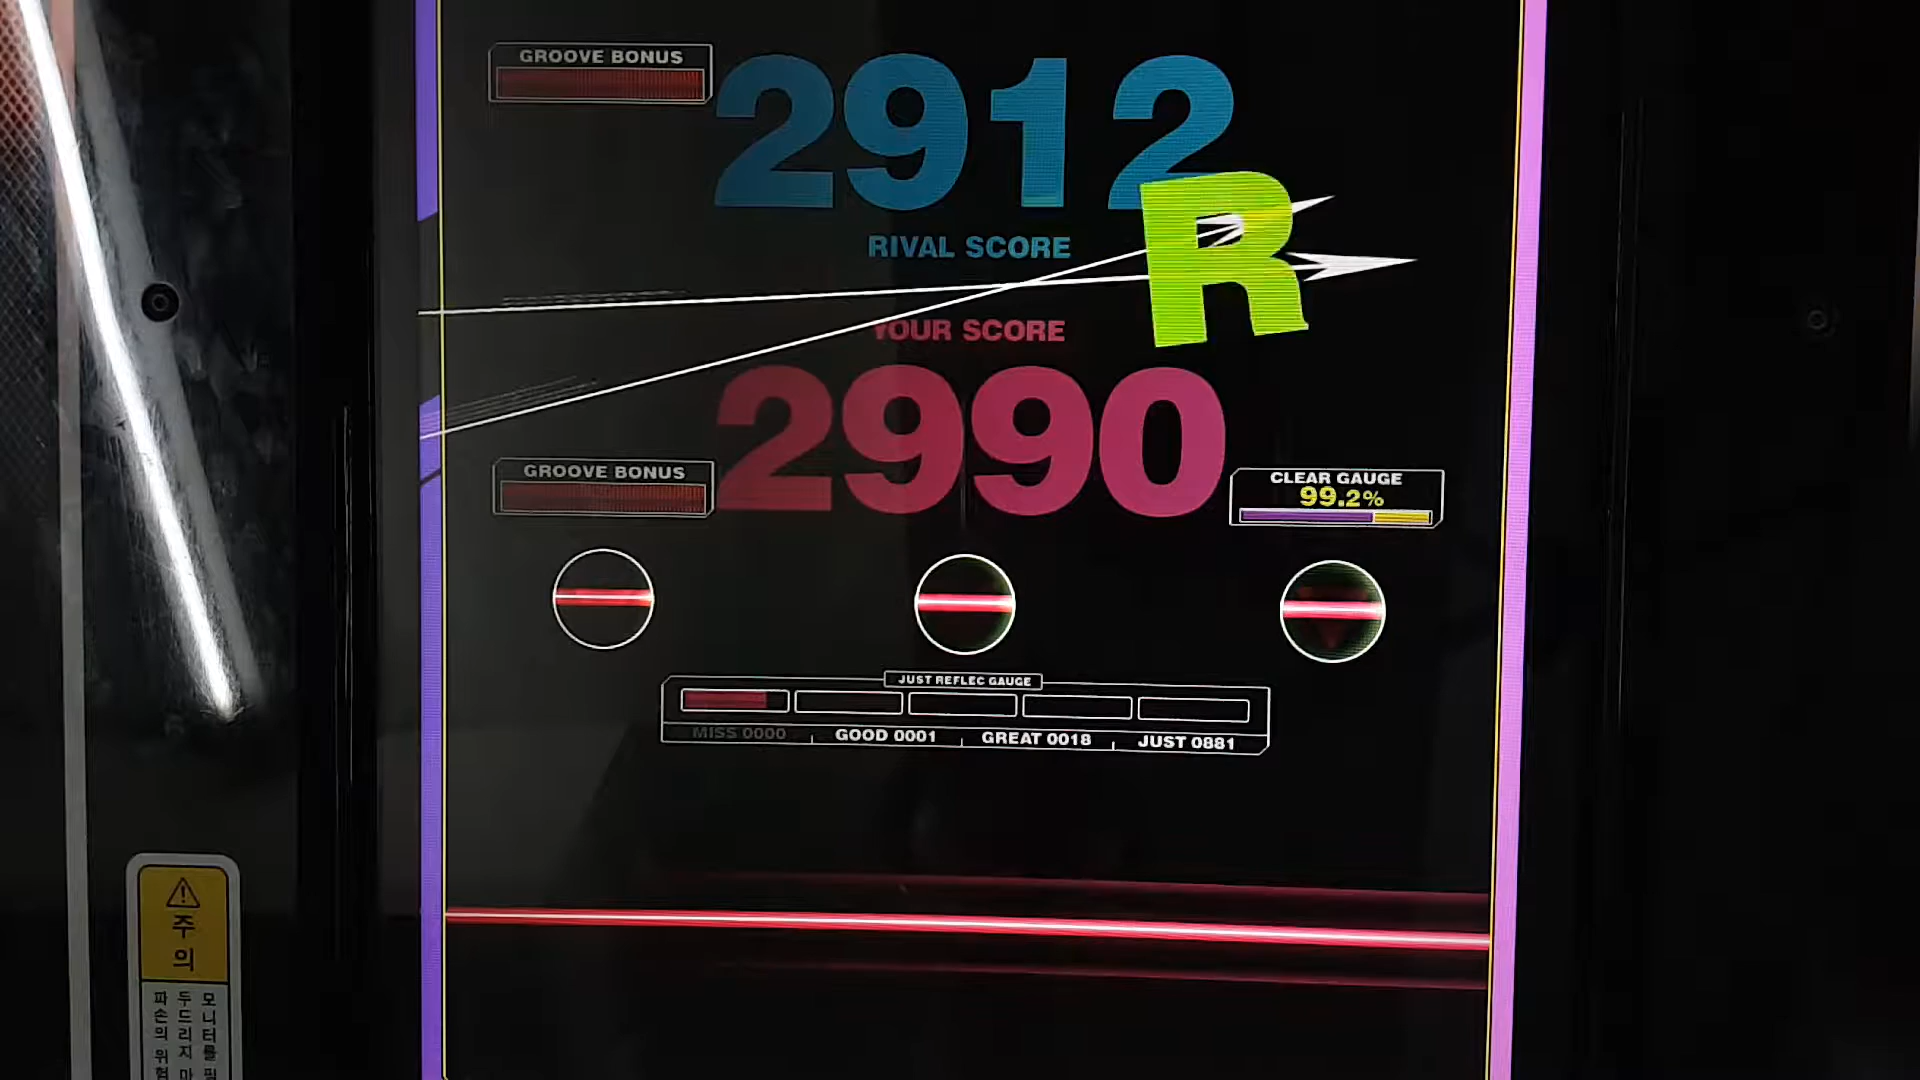 GROOVE BONUS
2912
RIVAL SCORE
R
YOUR SCORE
2990
GROOVE BONUS
CLEAR GAUGE
99.2%
JUST REFLEC GAUGE
MISS 0000
GOOD 0001
GREAT 0018
JUST 0881
주의
모니터를
두드리지 마
파손의 위험